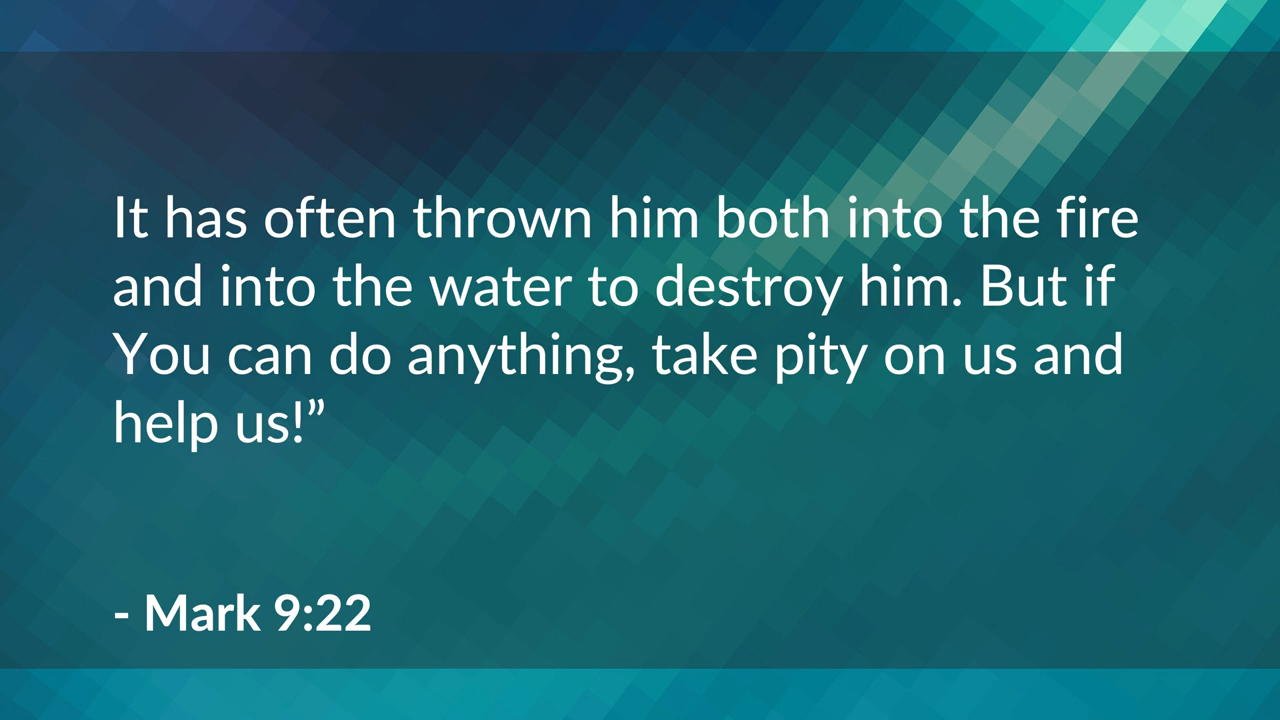 It has often thrown him both into the fire
and into the water to destroy him. But if
You can do anything, take pity on us and
help us!”
- Mark 9:22